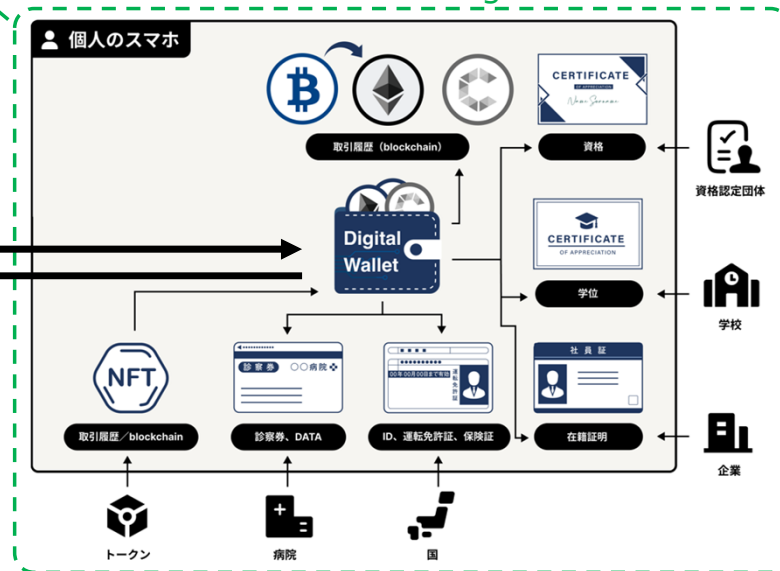 個人のスマホ
取引履歴（blockchain）
CERTIFICATE
OF APPRECIATION
Name Surename
資格
資格認定団体
Digital
Wallet
CERTIFICATE
OF APPRECIATION
学位
学校
NFT
取引履歴／blockchain
診察券
〇〇病院
診察券、DATA
00年00月00日まで有効
運転免許証
ID、運転免許証、保険証
社員証
在籍証明
企業
トークン
病院
国